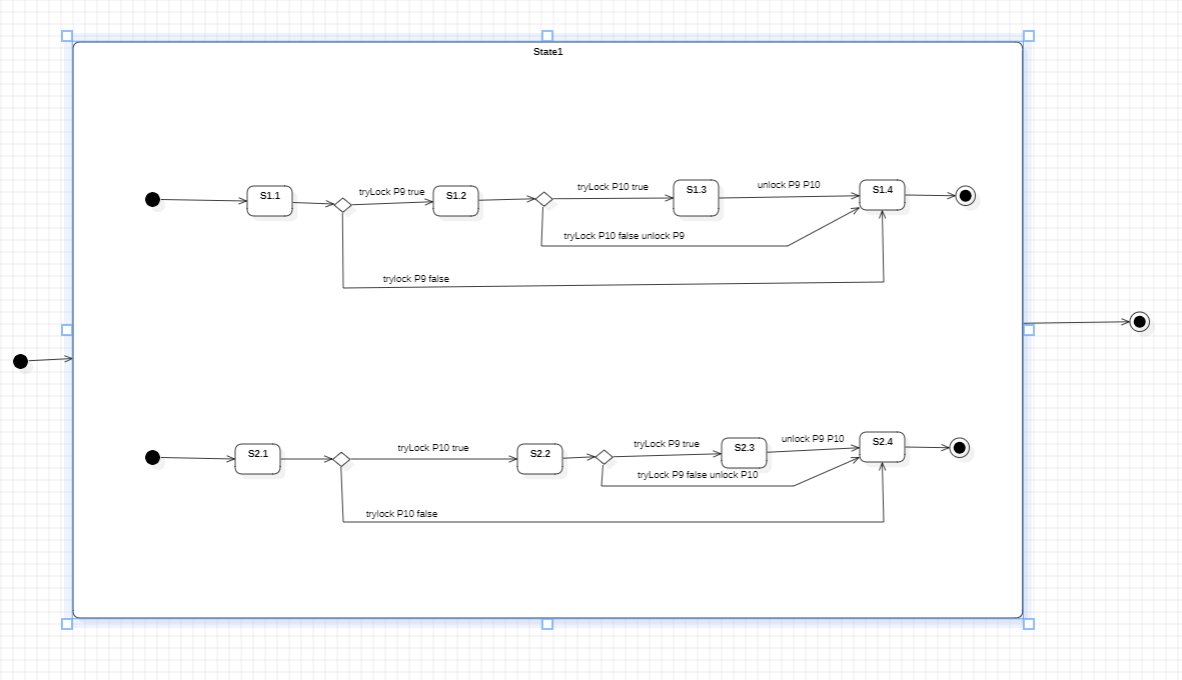 State1
S1.1
tryLock P9 true
S1.2
tryLock P10 true
S1.3
unlock P9 P10
S1.4
tryLock P10 false unlock P9
trylock P9 false
S2.1
tryLock P10 true
S2.2
tryLock P9 true
S2.3
unlock P9 P10
S2.4
tryLock P9 false unlock P10
trylock P10 false